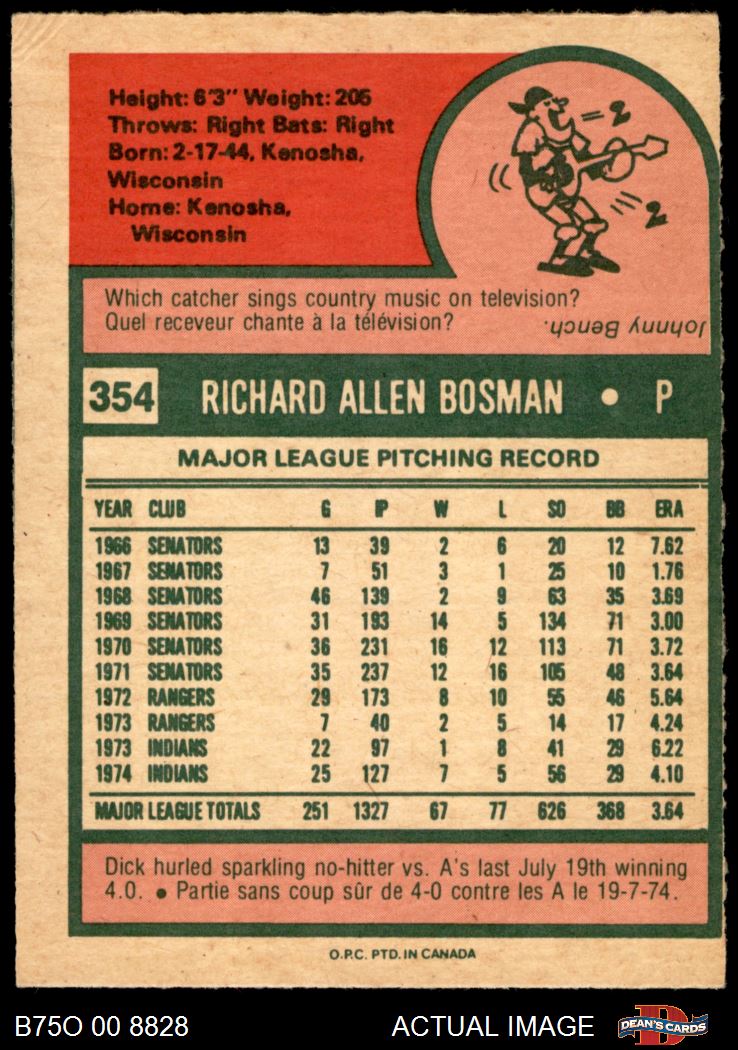 Height: 6'3" Weight: 205
Throws: Right Bats: Right
Born: 2-17-44, Kenosha,
Wisconsin
Home: Kenosha,
Wisconsin
Which catcher sings country music on television?
Quel receveur chante à la télévision?
Johnny Bench.
354 RICHARD ALLEN BOSMAN • P
MAJOR LEAGUE PITCHING RECORD
YEAR CLUB G IP W L SO BB ERA
1966 SENATORS 13 39 2 6 20 12 7.62
1967 SENATORS 7 51 3 1 25 10 1.76
1968 SENATORS 46 139 2 9 63 35 3.69
1969 SENATORS 31 193 14 5 134 71 3.00
1970 SENATORS 36 231 16 12 113 71 3.72
1971 SENATORS 35 237 12 16 105 48 3.64
1972 RANGERS 29 173 8 10 55 46 5.64
1973 RANGERS 7 40 2 5 14 17 4.24
1973 INDIANS 22 97 1 8 41 29 6.22
1974 INDIANS 25 127 7 5 56 29 4.10
MAJOR LEAGUE TOTALS 251 1327 67 77 626 368 3.64
Dick hurled sparkling no-hitter vs. A's last July 19th winning
4.0. • Partie sans coup sûr de 4-0 contre les A le 19-7-74.
O.P.C. PTD. IN CANADA
B75O 00 8828 ACTUAL IMAGE DEAN'S CARDS